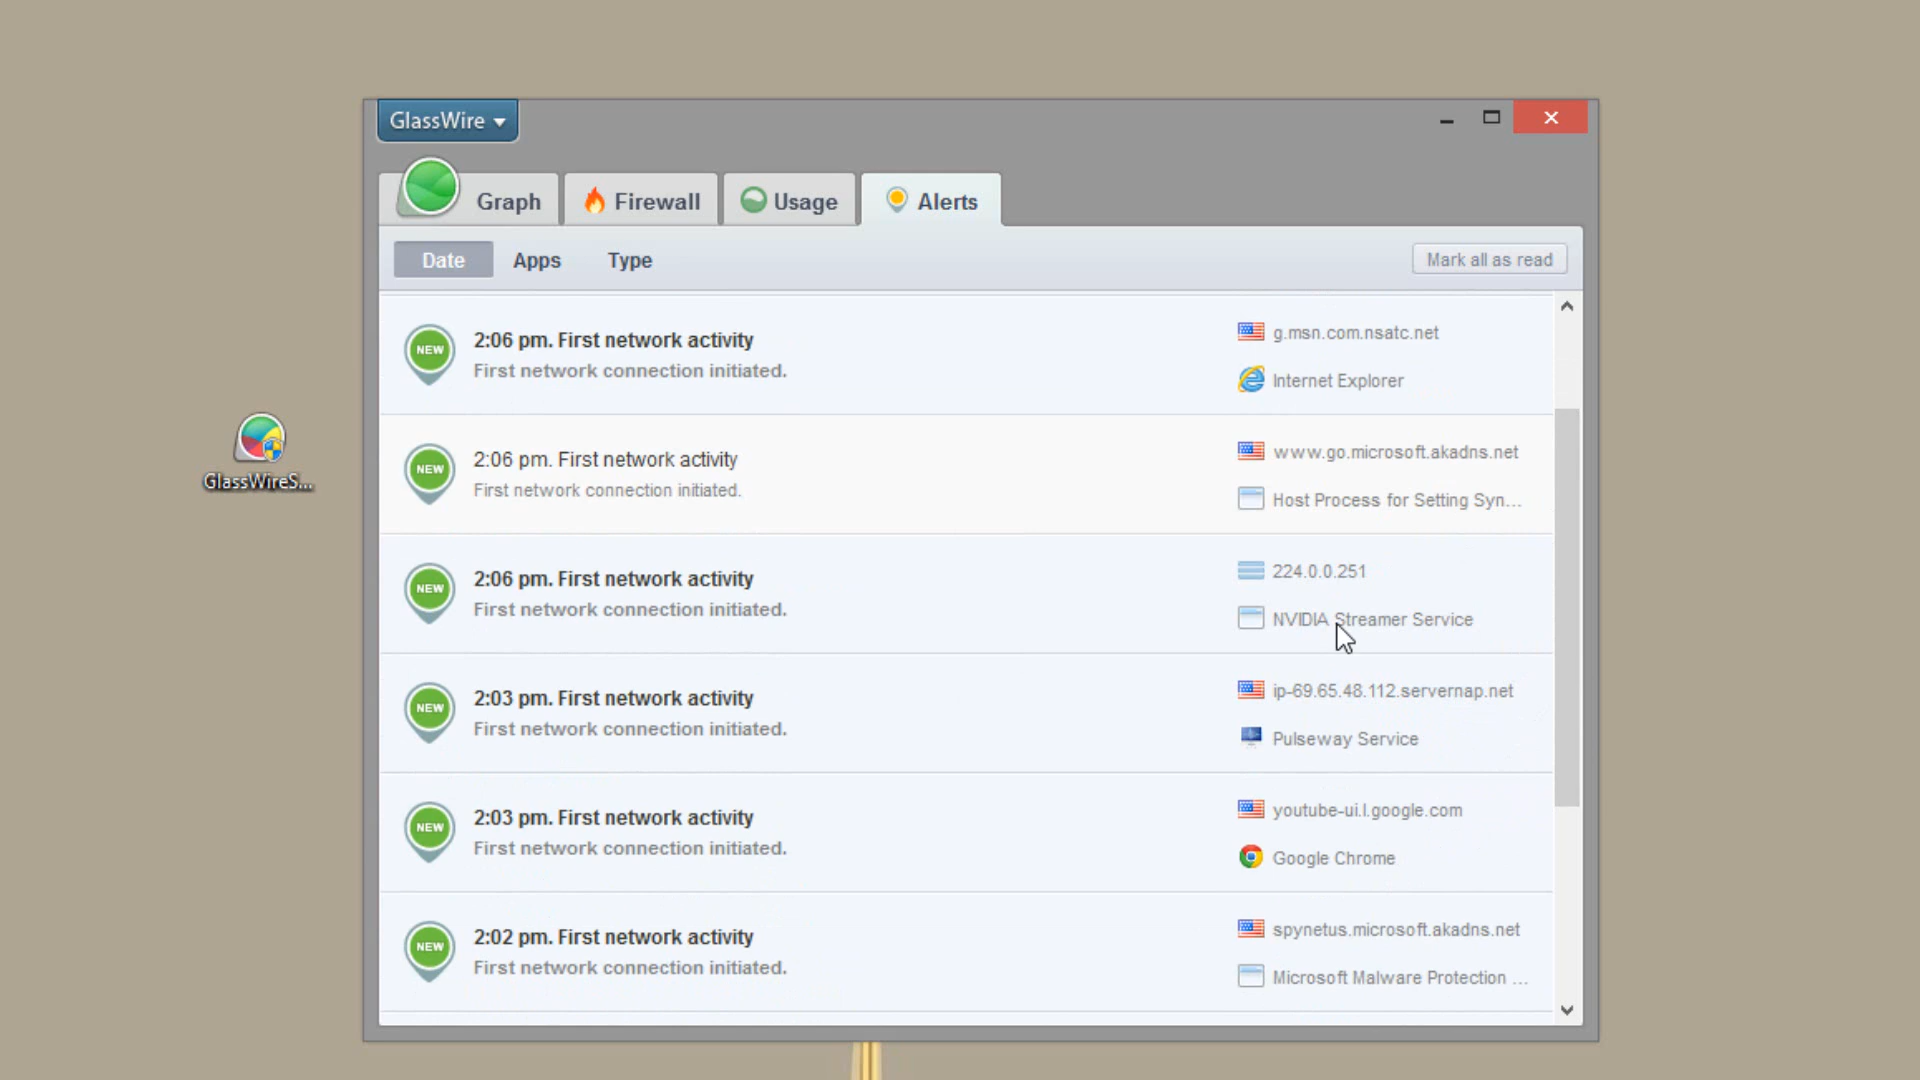 GlassWire
Graph
Firewall
Usage
Alerts
Date
Apps
Type
Mark all as read
NEW
2:06 pm. First network activity
First network connection initiated.
g.msn.com.nsatc.net
Internet Explorer
NEW
2:06 pm. First network activity
First network connection initiated.
www.go.microsoft.akadns.net
Host Process for Setting Syn...
NEW
2:06 pm. First network activity
First network connection initiated.
224.0.0.251
NVIDIA Streamer Service
NEW
2:03 pm. First network activity
First network connection initiated.
ip-69.65.48.112.servernap.net
Pulseway Service
NEW
2:03 pm. First network activity
First network connection initiated.
youtube-ui.l.google.com
Google Chrome
NEW
2:02 pm. First network activity
First network connection initiated.
spynetus.microsoft.akadns.net
Microsoft Malware Protection ...
GlassWireS...